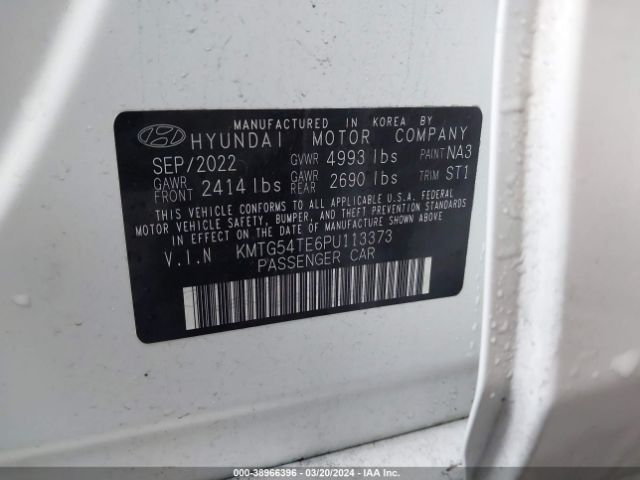 MANUFACTURED IN KOREA BY
HYUNDAI MOTOR COMPANY
SEP/2022 GVWR 4993 lbs PAINT NA3
GAWR FRONT 2414 lbs GAWR REAR 2690 lbs TRIM ST1
THIS VEHICLE CONFORMS TO ALL APPLICABLE U.S.A. FEDERAL
MOTOR VEHICLE SAFETY, BUMPER, AND THEFT PREVENTION STANDARDS
IN EFFECT ON THE DATE OF MANUFACTURE SHOWN ABOVE.
V.I.N KMTG54TE6PU113373
PASSENGER CAR
000-38966396 - 03/20/2024 - IAA Inc.